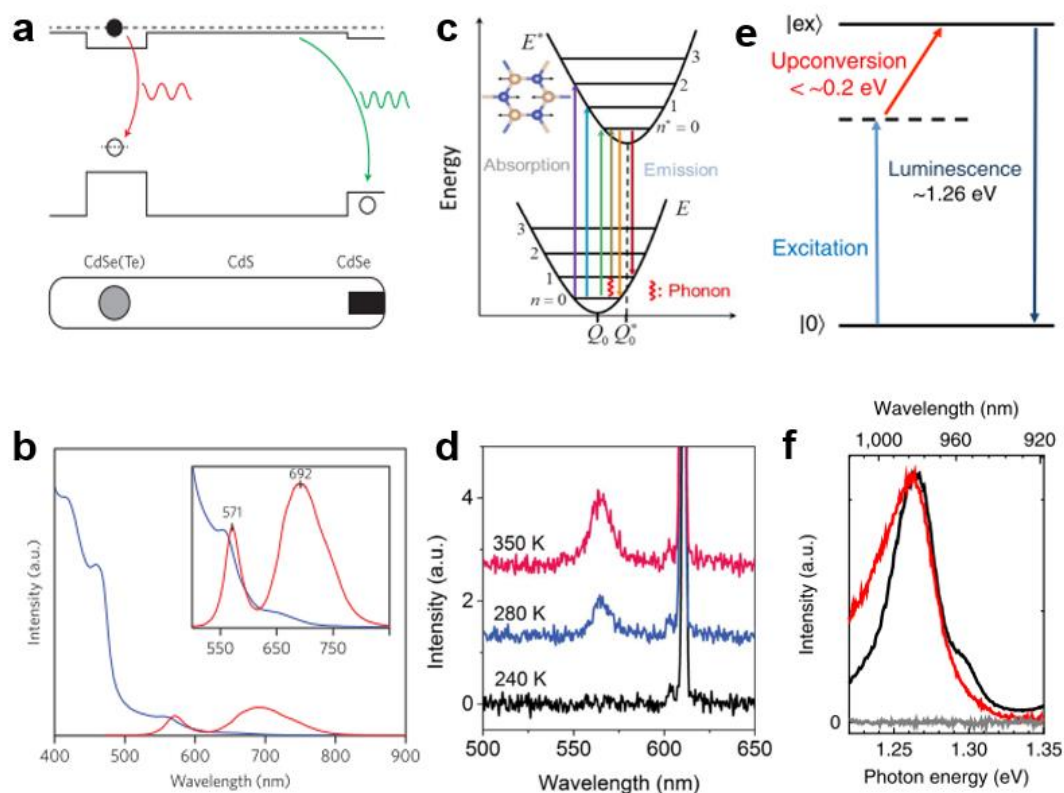 a
CdSe(Te) CdS CdSe
b
Intensity (a.u.)
571
692
550 650 750
400 500 600 700 800 900
Wavelength (nm)
c
Energy
E*
3
2
1
n* = 0
Absorption
Emission
E
3
2
1
n = 0
: Phonon
Q0 Q0*
d
Intensity (a.u.)
4
350 K
2
280 K
240 K
0
500 550 600 650
Wavelength (nm)
e
|ex⟩
Upconversion
< ~0.2 eV
Luminescence
~1.26 eV
Excitation
|0⟩
f
Wavelength (nm)
1,000 960 920
0
1.25 1.30 1.35
Photon energy (eV)